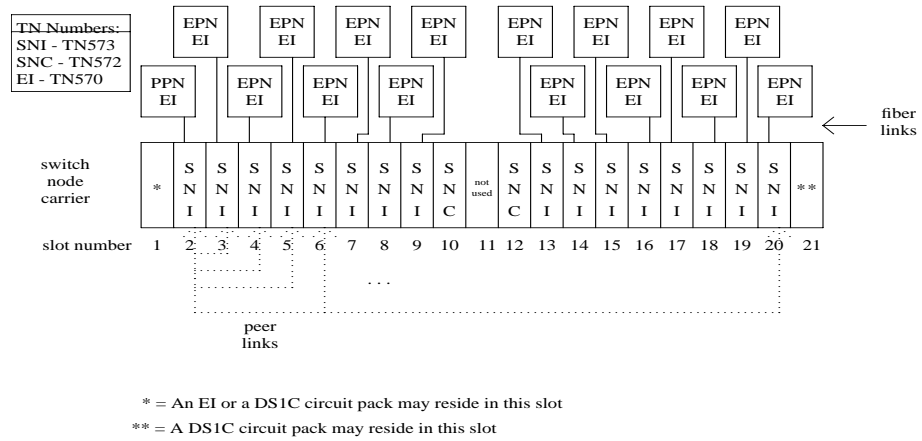 TN Numbers:
SNI - TN573
SNC - TN572
EI - TN570
EPN EPN EPN EPN EPN EPN EPN EPN
EI EI EI EI EI EI EI EI
PPN EPN EPN EPN EPN EPN EPN EPN
EI EI EI EI EI EI EI EI
fiber
links
switch
node
carrier
S S S S S S S S S S S S S S S S S S
* N N N N N N N N N not used N N N N N N N N N **
I I I I I I I I C C I I I I I I I I
slot number 1 2 3 4 5 6 7 8 9 10 11 12 13 14 15 16 17 18 19 20 21
. . .
peer
links
* = An EI or a DS1C circuit pack may reside in this slot
** = A DS1C circuit pack may reside in this slot